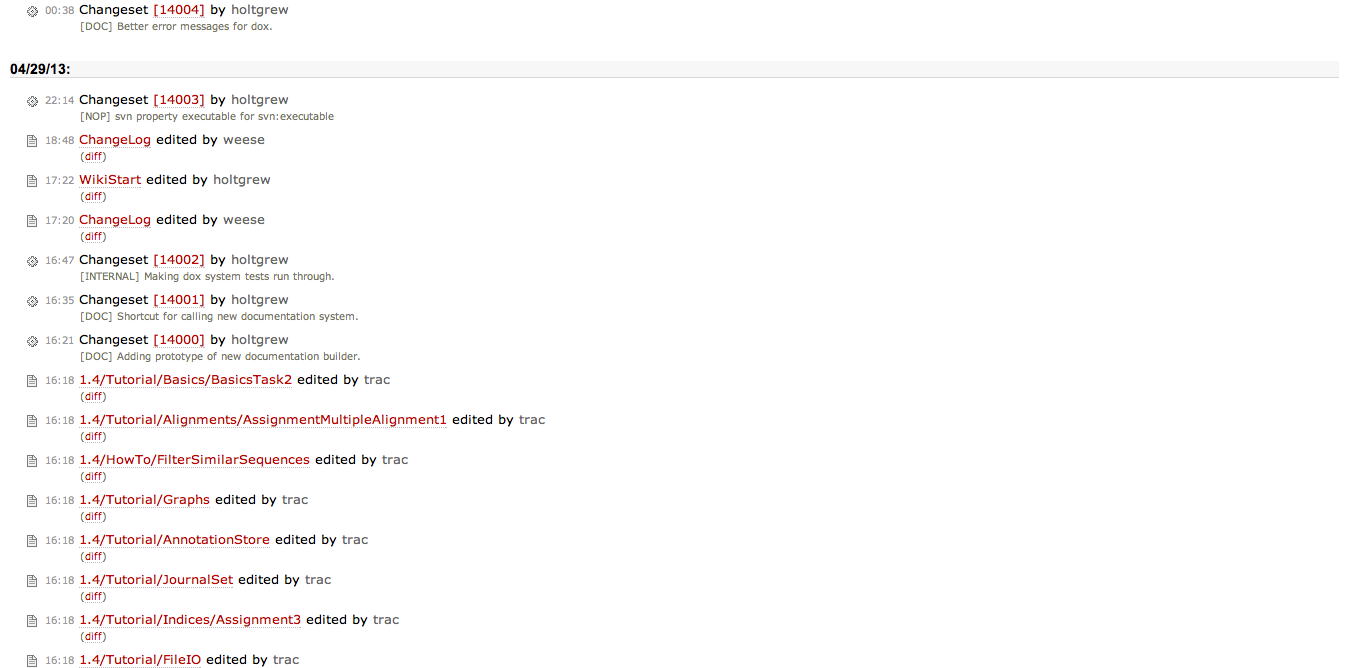 00:38 Changeset [14004] by holtgrew
[DOC] Better error messages for dox.
04/29/13:
22:14 Changeset [14003] by holtgrew
[NOP] svn property executable for svn:executable
18:48 ChangeLog edited by weese
(diff)
17:22 WikiStart edited by holtgrew
(diff)
17:20 ChangeLog edited by weese
(diff)
16:47 Changeset [14002] by holtgrew
[INTERNAL] Making dox system tests run through.
16:35 Changeset [14001] by holtgrew
[DOC] Shortcut for calling new documentation system.
16:21 Changeset [14000] by holtgrew
[DOC] Adding prototype of new documentation builder.
16:18 1.4/Tutorial/Basics/BasicsTask2 edited by trac
(diff)
16:18 1.4/Tutorial/Alignments/AssignmentMultipleAlignment1 edited by trac
(diff)
16:18 1.4/HowTo/FilterSimilarSequences edited by trac
(diff)
16:18 1.4/Tutorial/Graphs edited by trac
(diff)
16:18 1.4/Tutorial/AnnotationStore edited by trac
(diff)
16:18 1.4/Tutorial/JournalSet edited by trac
(diff)
16:18 1.4/Tutorial/Indices/Assignment3 edited by trac
(diff)
16:18 1.4/Tutorial/FileIO edited by trac